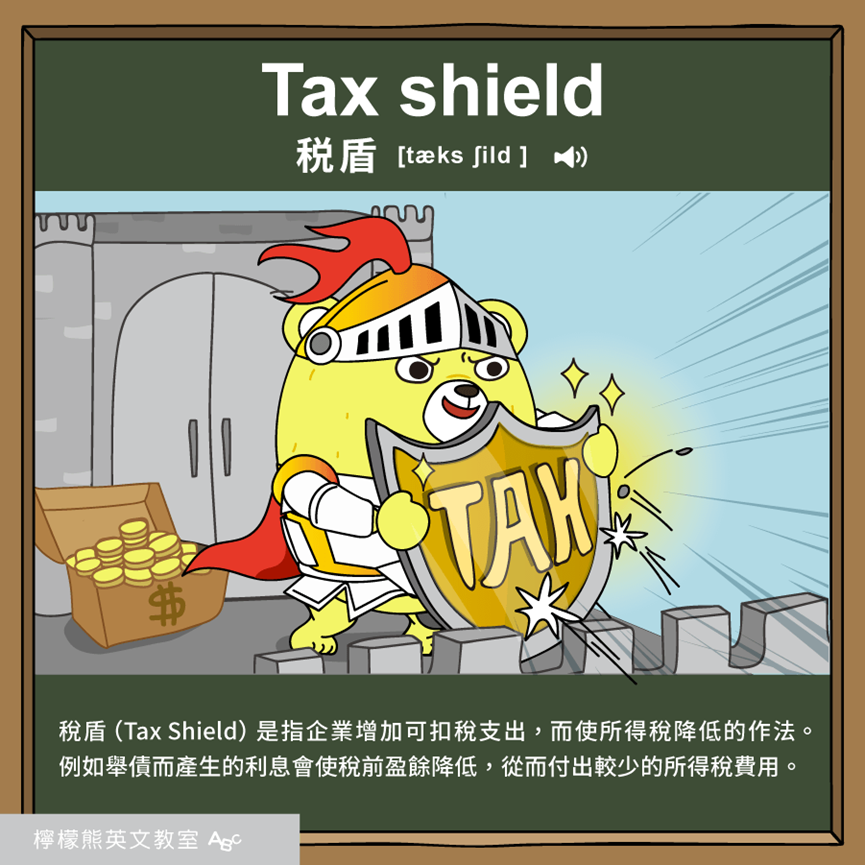 Tax shield
税盾 [tæks ʃild ]
TAX
$
稅盾（Tax Shield）是指企業增加可扣稅支出，而使所得稅降低的作法。
例如舉債而產生的利息會使稅前盈餘降低，從而付出較少的所得稅費用。
檸檬熊英文教室 ABC